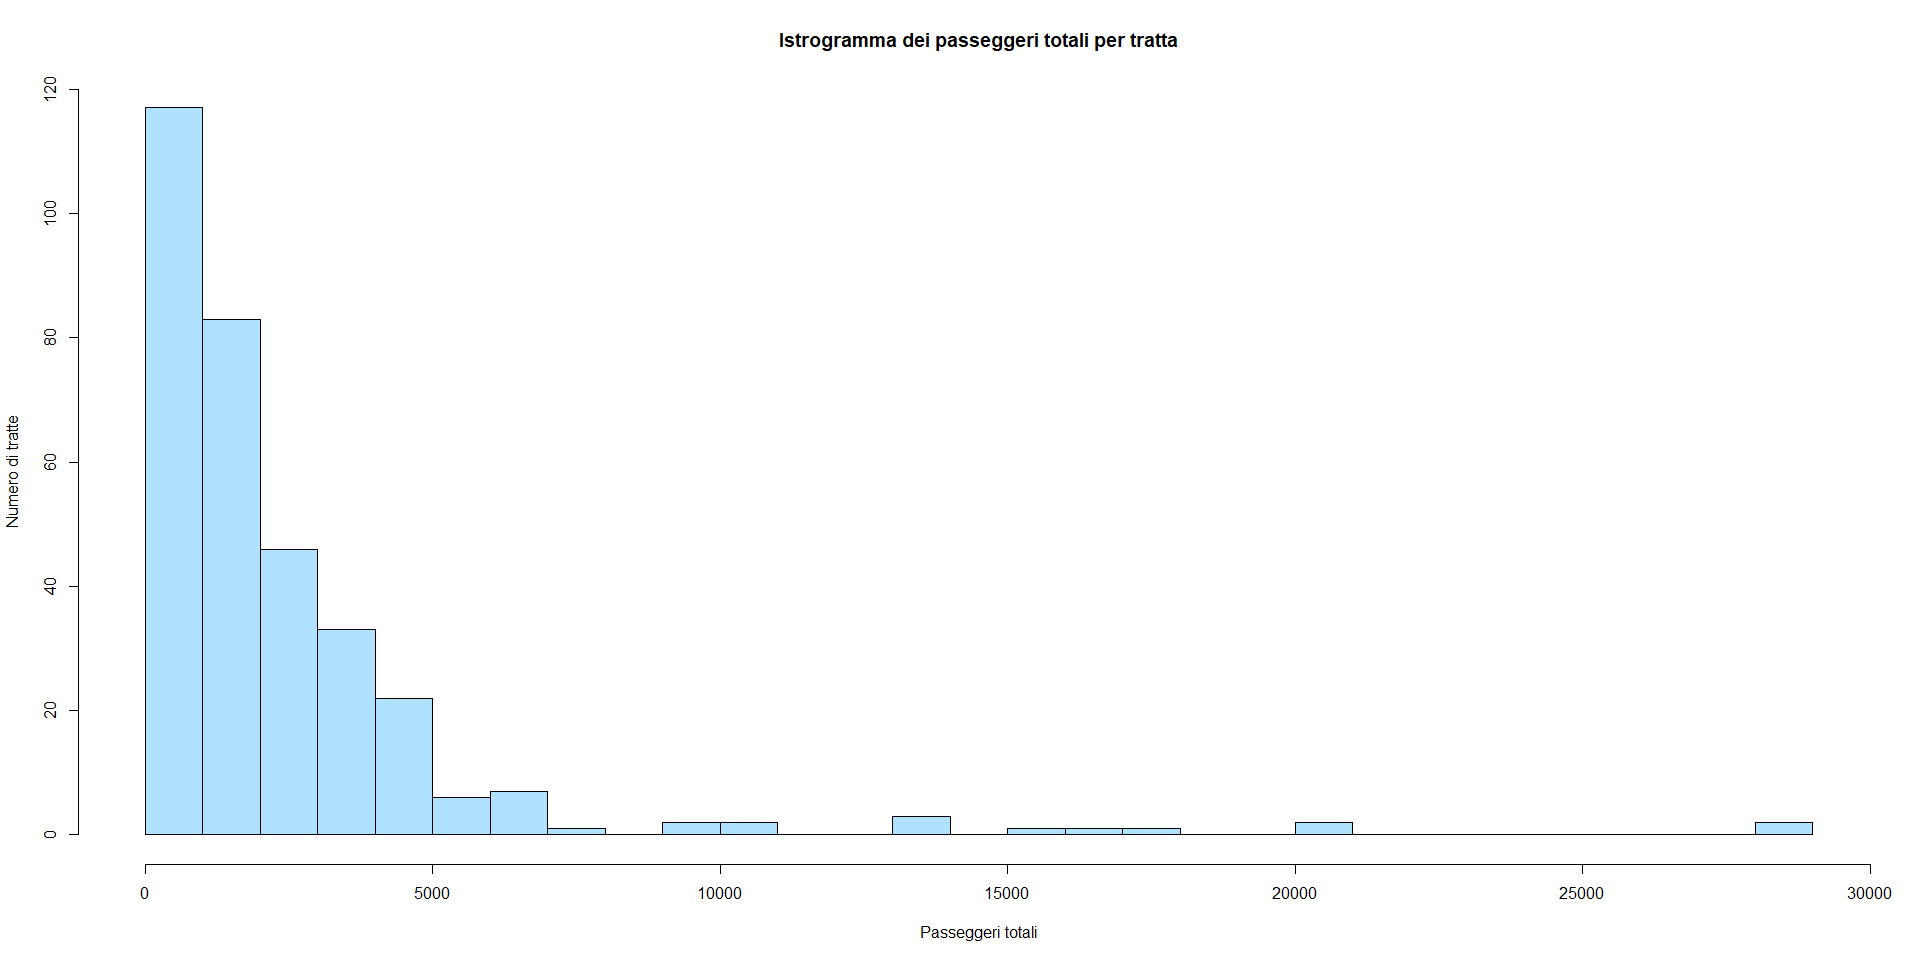 Istrogramma dei passeggeri totali per tratta
120
100
80
60
40
20
0
Numero di tratte
0 5000 10000 15000 20000 25000 30000
Passeggeri totali